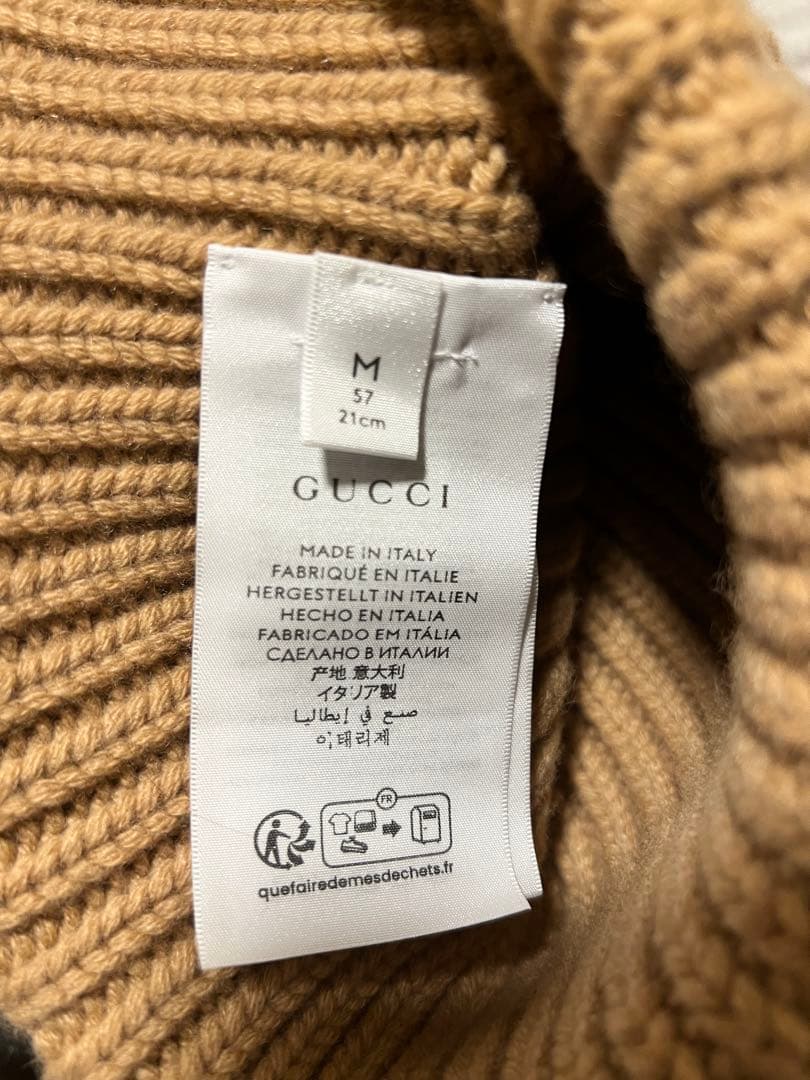 M
57
21cm
GUCCI
MADE IN ITALY
FABRIQUÉ EN ITALIE
HERGESTELLT IN ITALIEN
HECHO EN ITALIA
FABRICADO EM ITÁLIA
СДЕЛАНО В ИТАЛИИ
产地 意大利
イタリア製
صنع في إيطاليا
이태리제
FR
quefairedemesdechets.fr